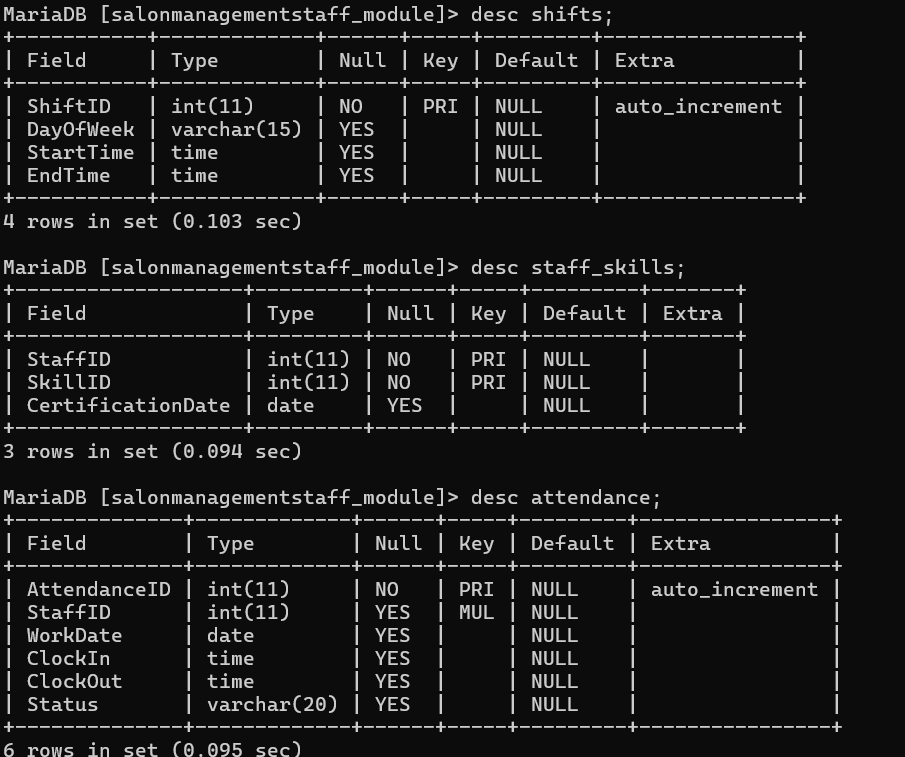 MariaDB [salonmanagementstaff_module]> desc shifts;
+-----------+-------------+------+-----+---------+----------------+
| Field     | Type        | Null | Key | Default | Extra          |
+-----------+-------------+------+-----+---------+----------------+
| ShiftID   | int(11)     | NO   | PRI | NULL    | auto_increment |
| DayOfWeek | varchar(15) | YES  |     | NULL    |                |
| StartTime | time        | YES  |     | NULL    |                |
| EndTime   | time        | YES  |     | NULL    |                |
+-----------+-------------+------+-----+---------+----------------+
4 rows in set (0.103 sec)

MariaDB [salonmanagementstaff_module]> desc staff_skills;
+-------------------+---------+------+-----+---------+-------+
| Field             | Type    | Null | Key | Default | Extra |
+-------------------+---------+------+-----+---------+-------+
| StaffID           | int(11) | NO   | PRI | NULL    |       |
| SkillID           | int(11) | NO   | PRI | NULL    |       |
| CertificationDate | date    | YES  |     | NULL    |       |
+-------------------+---------+------+-----+---------+-------+
3 rows in set (0.094 sec)

MariaDB [salonmanagementstaff_module]> desc attendance;
+--------------+-------------+------+-----+---------+----------------+
| Field        | Type        | Null | Key | Default | Extra          |
+--------------+-------------+------+-----+---------+----------------+
| AttendanceID | int(11)     | NO   | PRI | NULL    | auto_increment |
| StaffID      | int(11)     | YES  | MUL | NULL    |                |
| WorkDate     | date        | YES  |     | NULL    |                |
| ClockIn      | time        | YES  |     | NULL    |                |
| ClockOut     | time        | YES  |     | NULL    |                |
| Status       | varchar(20) | YES  |     | NULL    |                |
+--------------+-------------+------+-----+---------+----------------+
6 rows in set (0.095 sec)